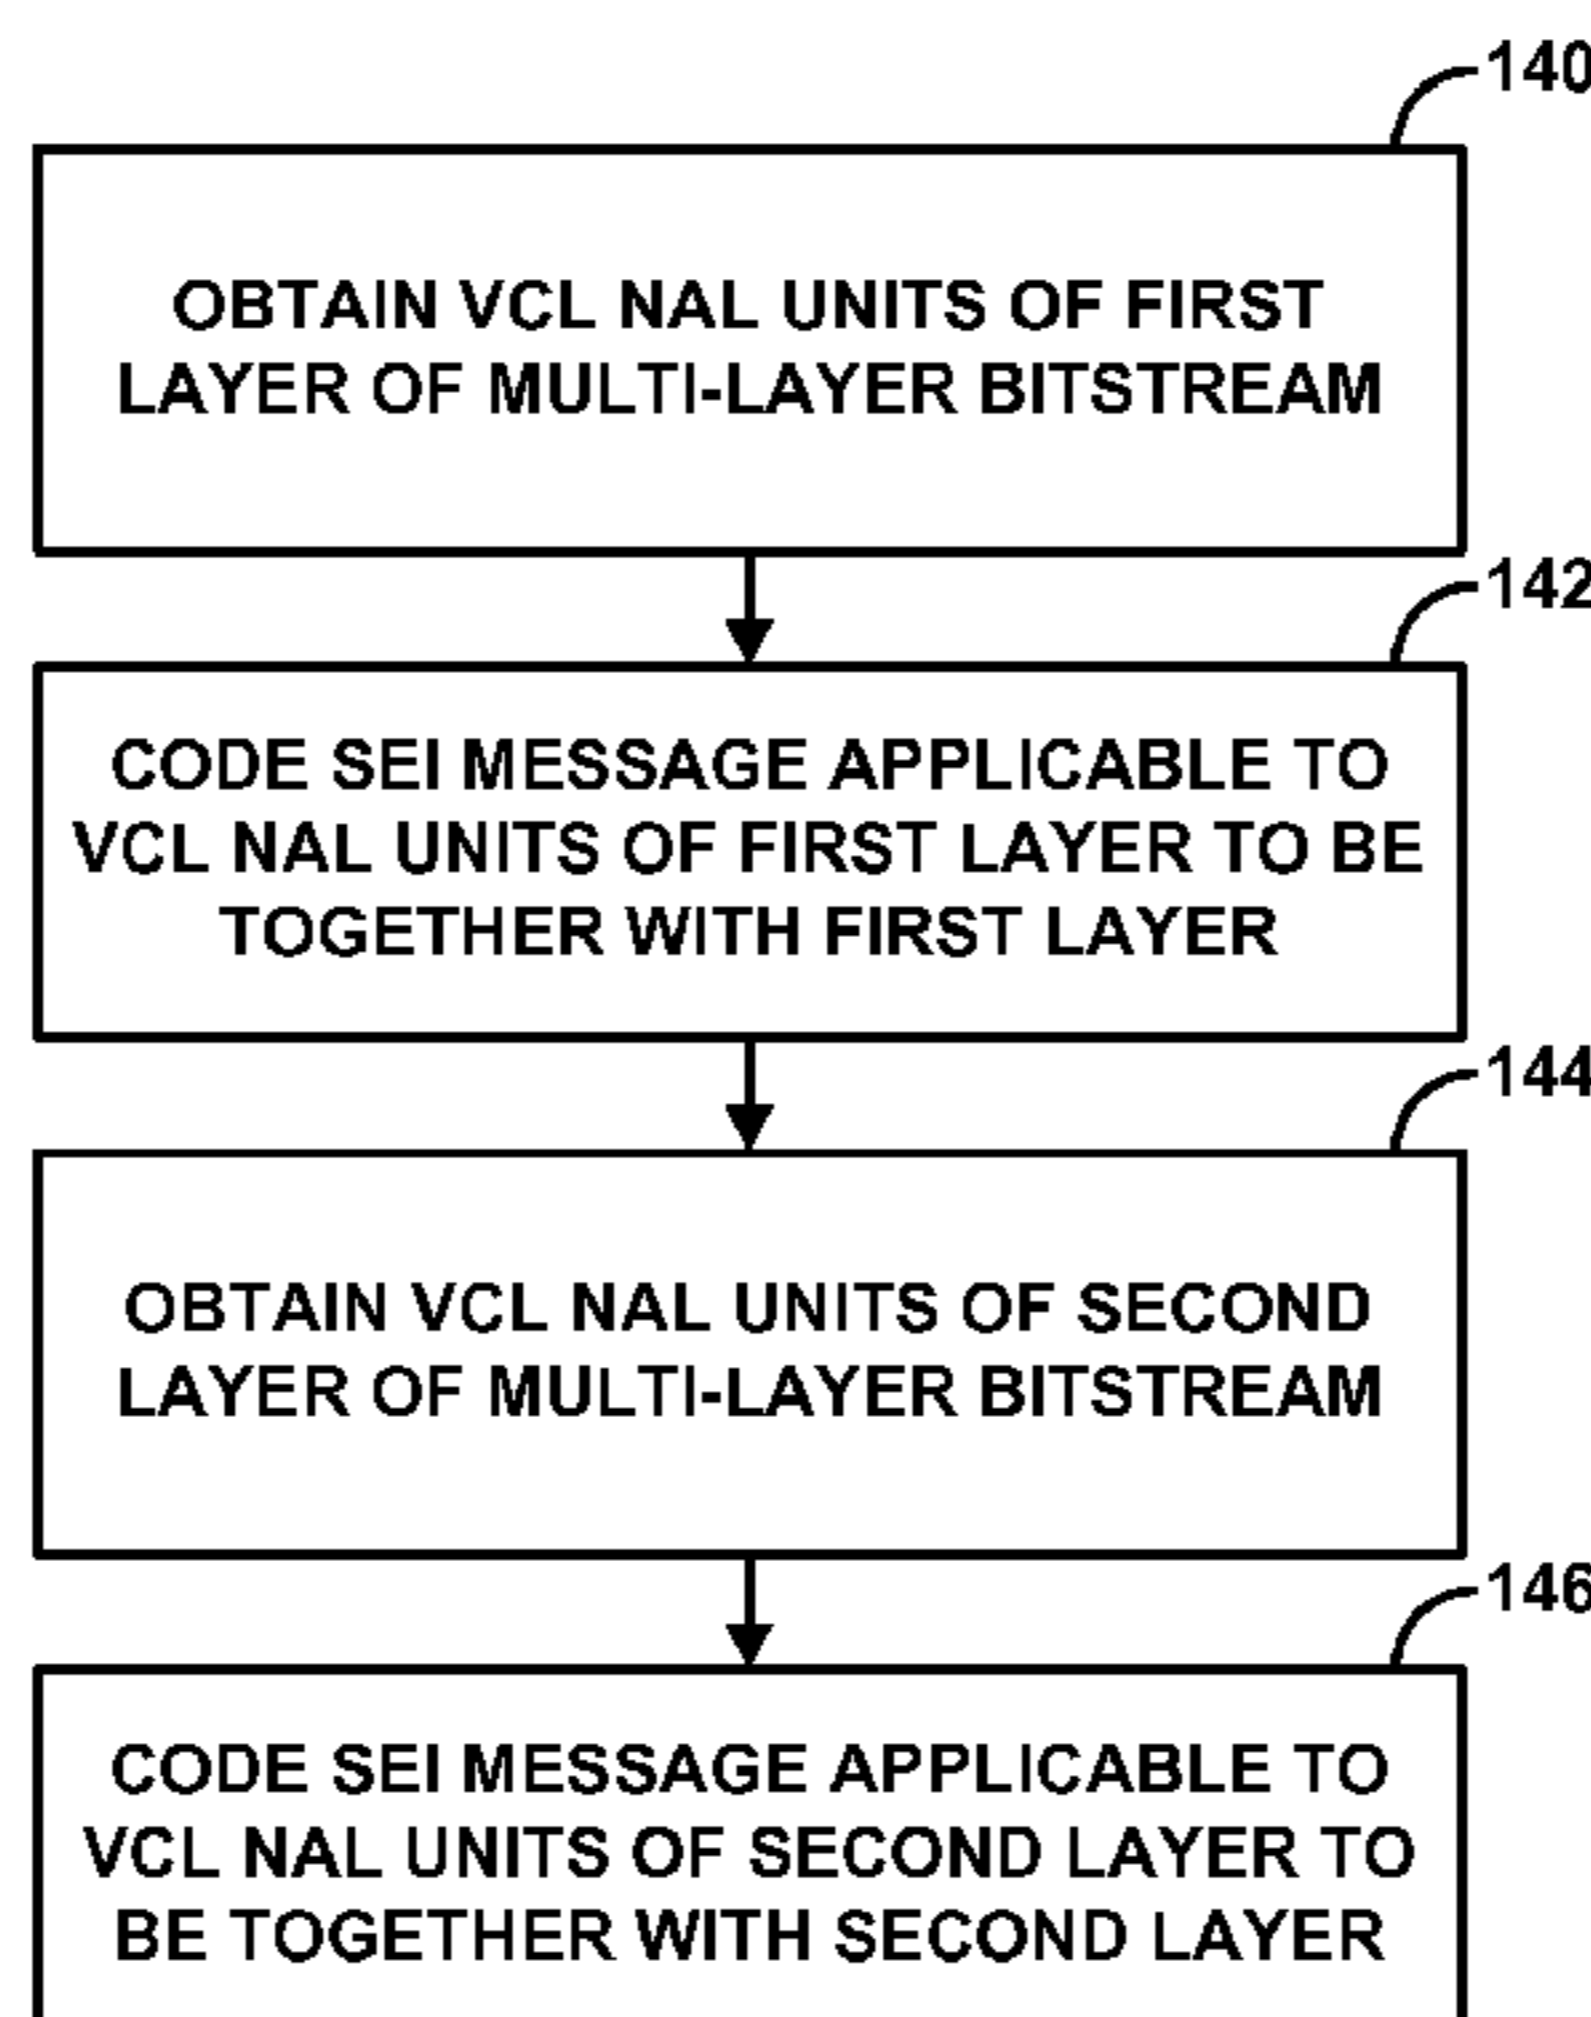 140
OBTAIN VCL NAL UNITS OF FIRST
LAYER OF MULTI-LAYER BITSTREAM
142
CODE SEI MESSAGE APPLICABLE TO
VCL NAL UNITS OF FIRST LAYER TO BE
TOGETHER WITH FIRST LAYER
144
OBTAIN VCL NAL UNITS OF SECOND
LAYER OF MULTI-LAYER BITSTREAM
146
CODE SEI MESSAGE APPLICABLE TO
VCL NAL UNITS OF SECOND LAYER TO
BE TOGETHER WITH SECOND LAYER